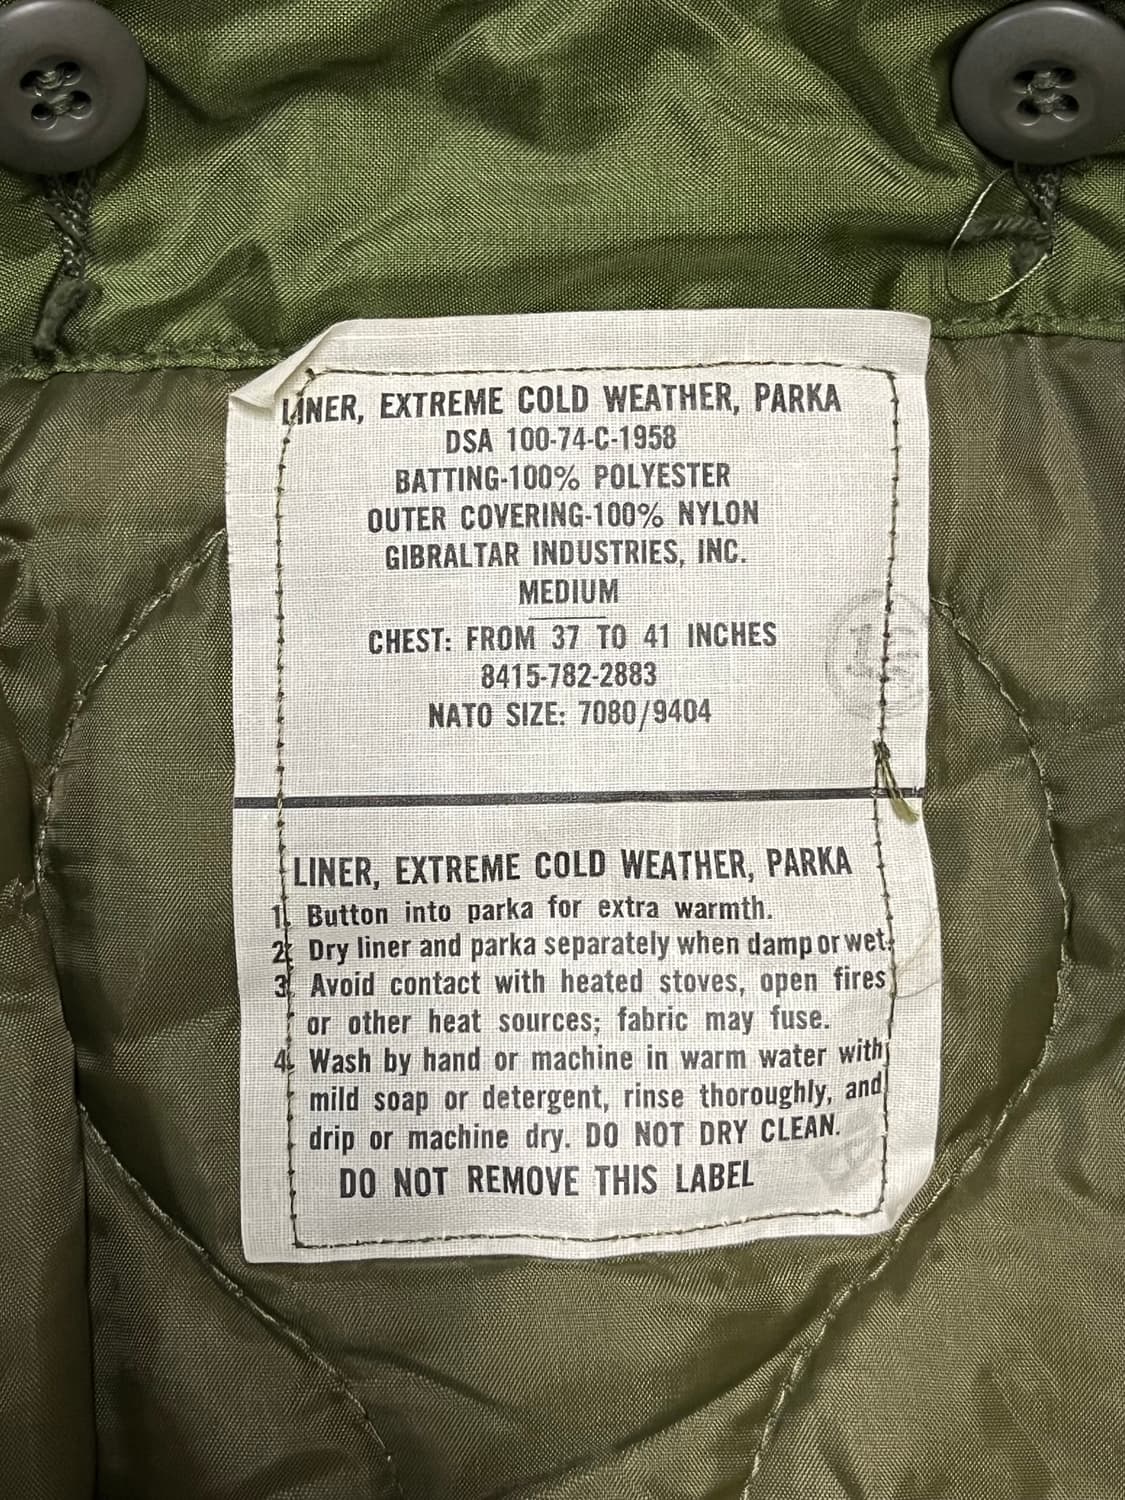 LINER, EXTREME COLD WEATHER, PARKA
DSA 100-74-C-1958
BATTING-100% POLYESTER
OUTER COVERING-100% NYLON
GIBRALTAR INDUSTRIES, INC.
MEDIUM
CHEST: FROM 37 TO 41 INCHES
8415-782-2883
NATO SIZE: 7080/9404
LINER, EXTREME COLD WEATHER, PARKA
1. Button into parka for extra warmth.
2. Dry liner and parka separately when damp or wet.
3. Avoid contact with heated stoves, open fires
or other heat sources; fabric may fuse.
4. Wash by hand or machine in warm water with
mild soap or detergent, rinse thoroughly, and
drip or machine dry. DO NOT DRY CLEAN.
DO NOT REMOVE THIS LABEL